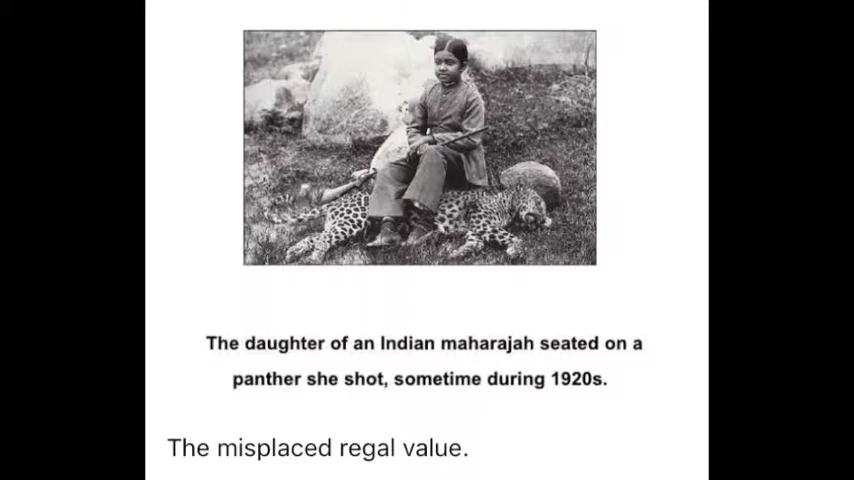 The daughter of an Indian maharajah seated on a
panther she shot, sometime during 1920s.
The misplaced regal value.